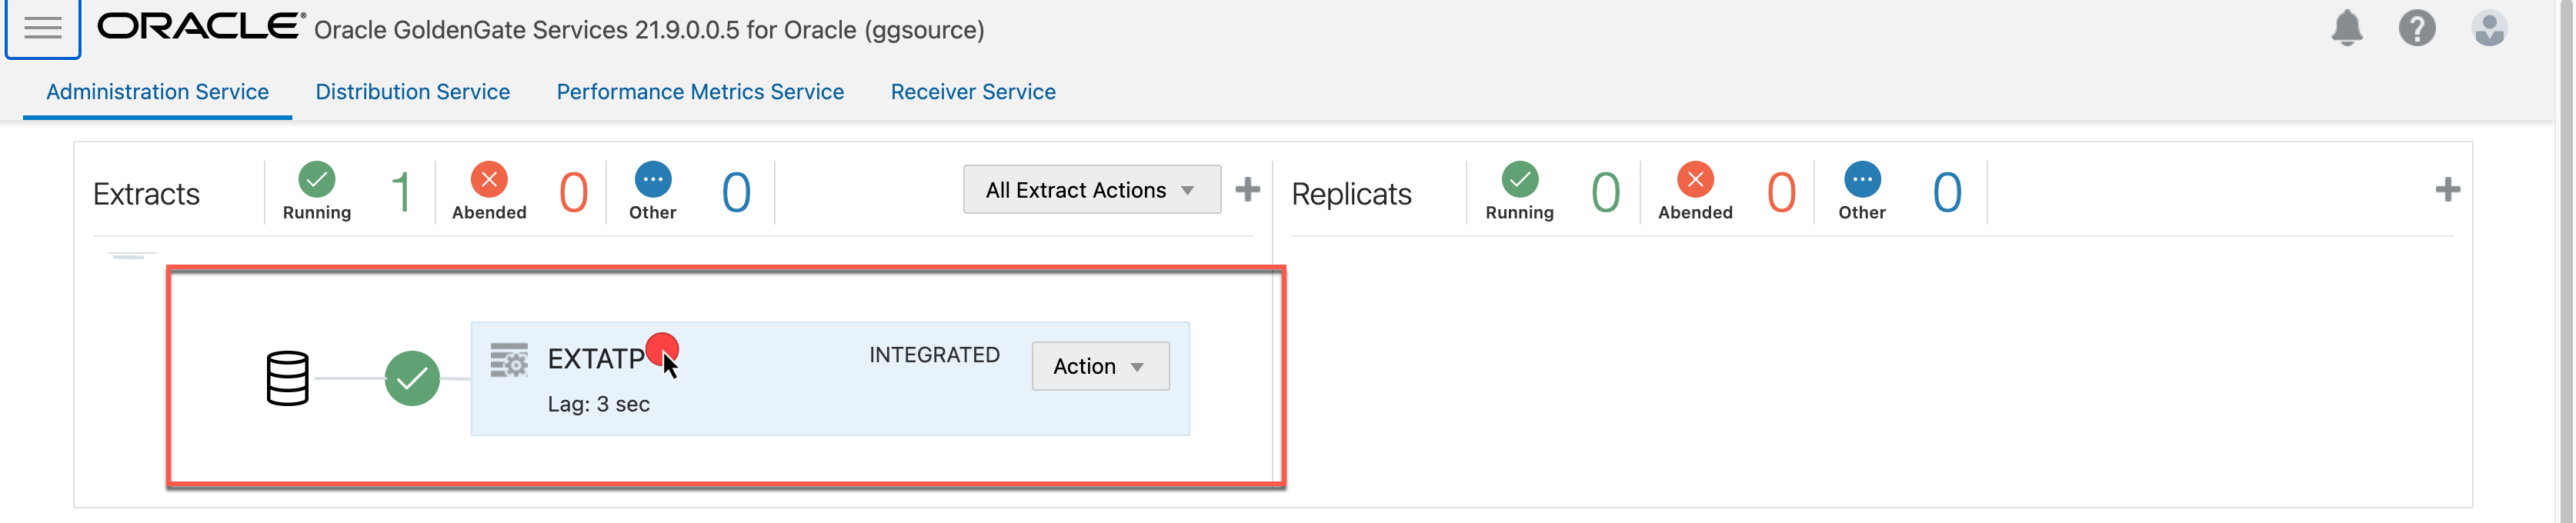 ORACLE® Oracle GoldenGate Services 21.9.0.0.5 for Oracle (ggsource)
Administration Service Distribution Service Performance Metrics Service Receiver Service
Extracts Running 1 Abended 0 Other 0 All Extract Actions Replicats Running 0 Abended 0 Other 0
EXTATP INTEGRATED Action
Lag: 3 sec